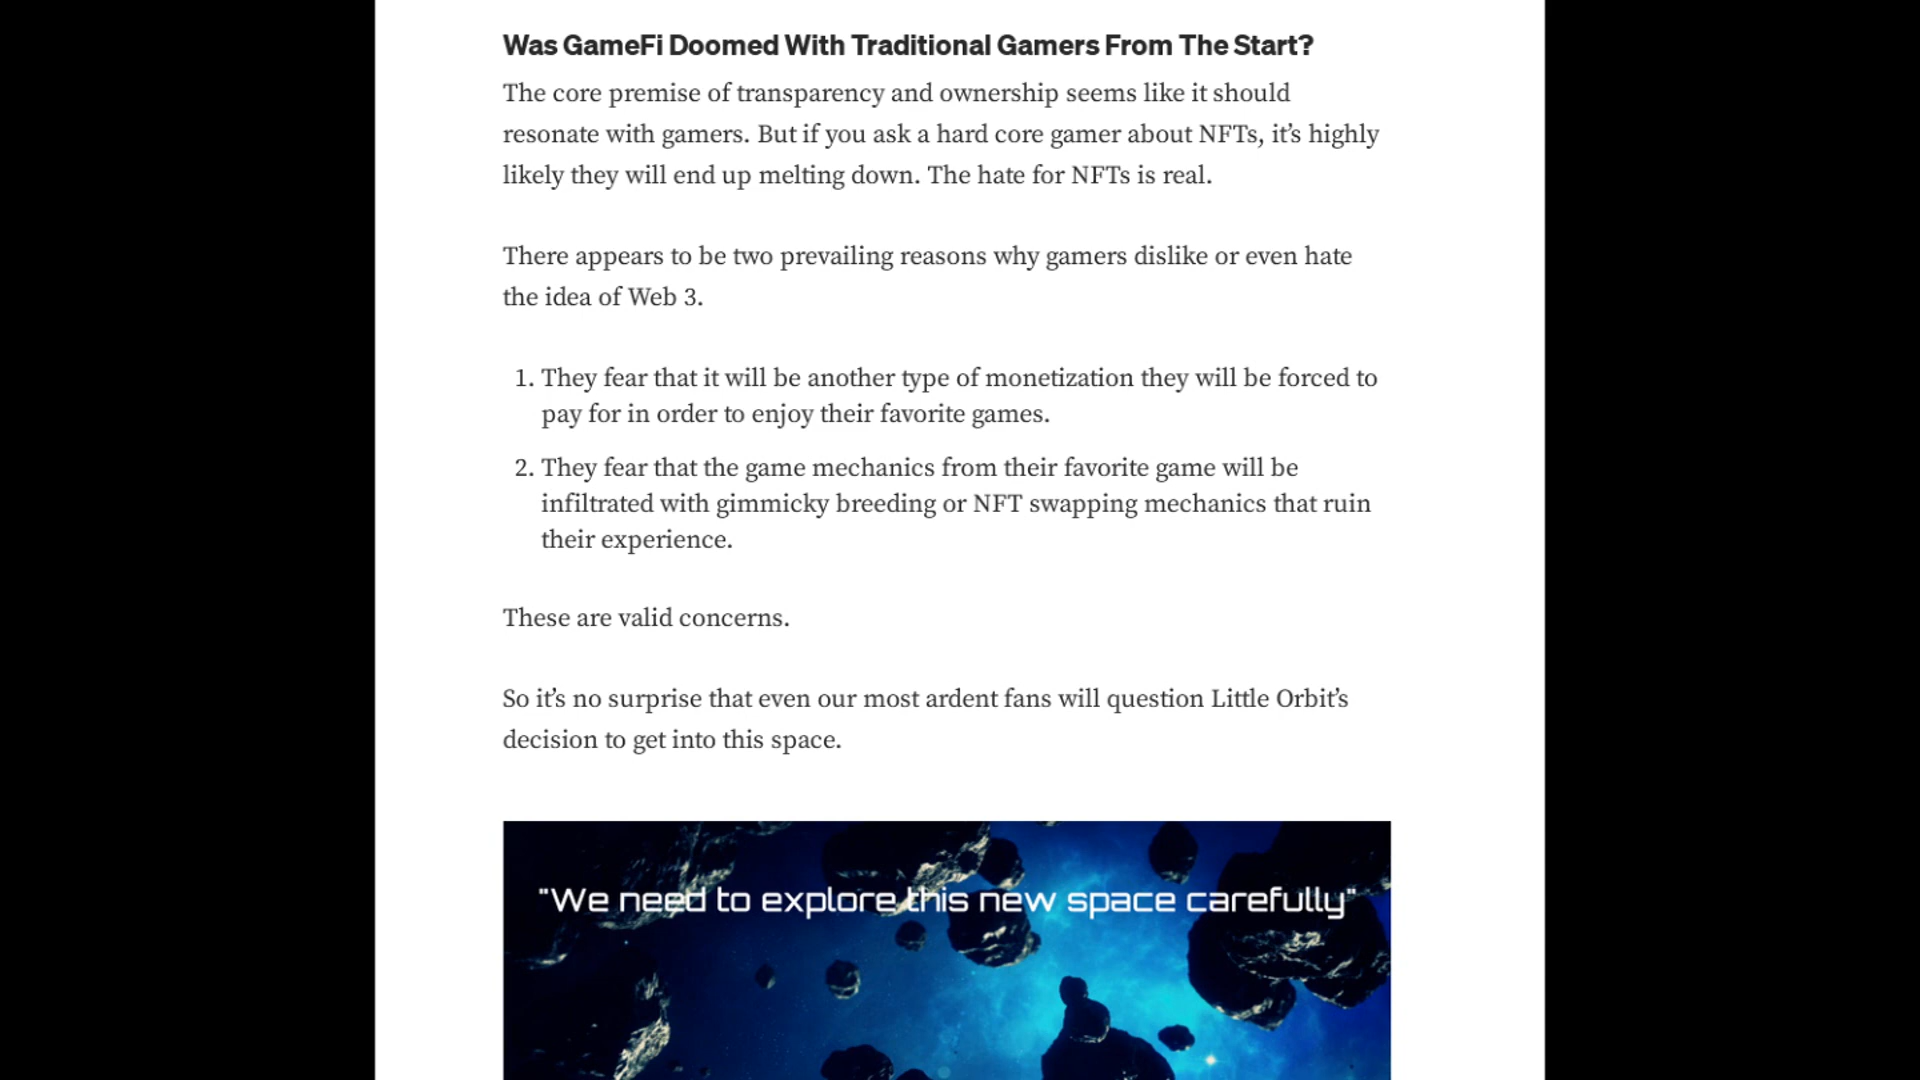 Was GameFi Doomed With Traditional Gamers From The Start?
The core premise of transparency and ownership seems like it should
resonate with gamers. But if you ask a hard core gamer about NFTs, it’s highly
likely they will end up melting down. The hate for NFTs is real.
There appears to be two prevailing reasons why gamers dislike or even hate
the idea of Web 3.
1. They fear that it will be another type of monetization they will be forced to
pay for in order to enjoy their favorite games.
2. They fear that the game mechanics from their favorite game will be
infiltrated with gimmicky breeding or NFT swapping mechanics that ruin
their experience.
These are valid concerns.
So it’s no surprise that even our most ardent fans will question Little Orbit’s
decision to get into this space.
"We need to explore this new space carefully"